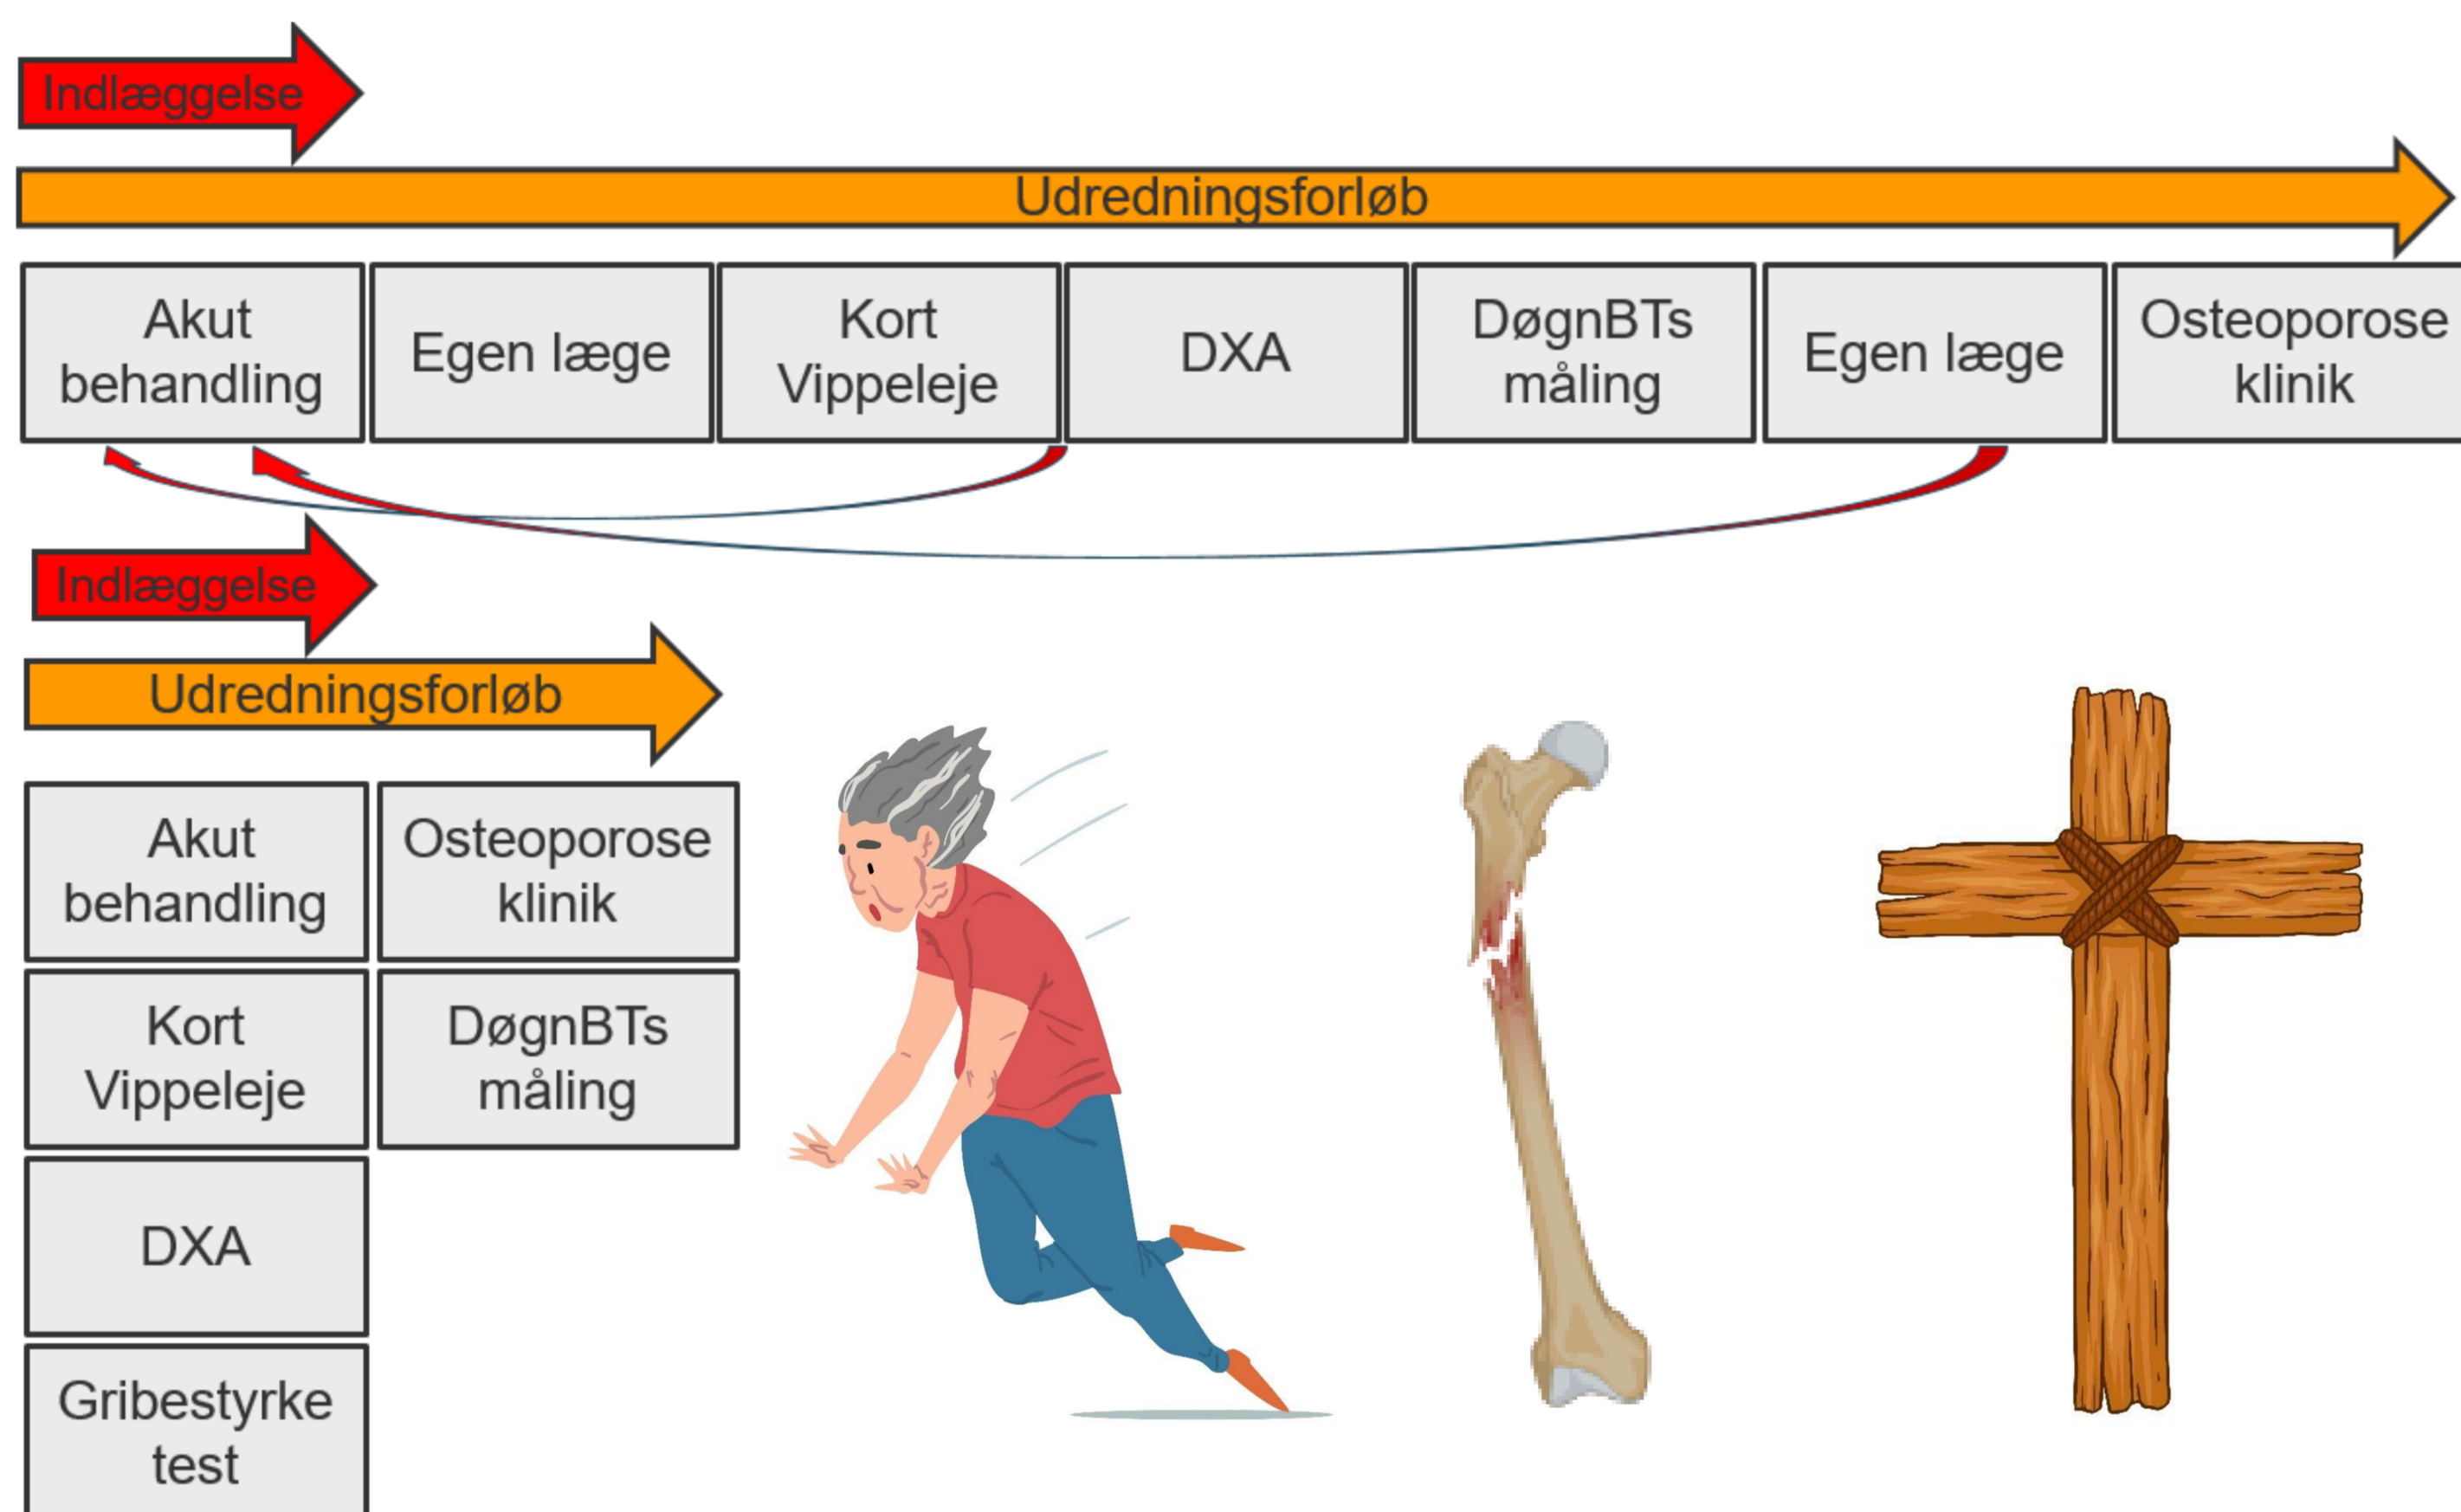 Indlæggelse
Udredningsforløb
Akut
behandling
Egen læge
Kort
Vippeleje
DXA
DøgnBTs
måling
Egen læge
Osteoporose
klinik
Indlæggelse
Udredningsforløb
Akut
behandling
Osteoporose
klinik
Kort
Vippeleje
DøgnBTs
måling
DXA
Gribestyrke
test